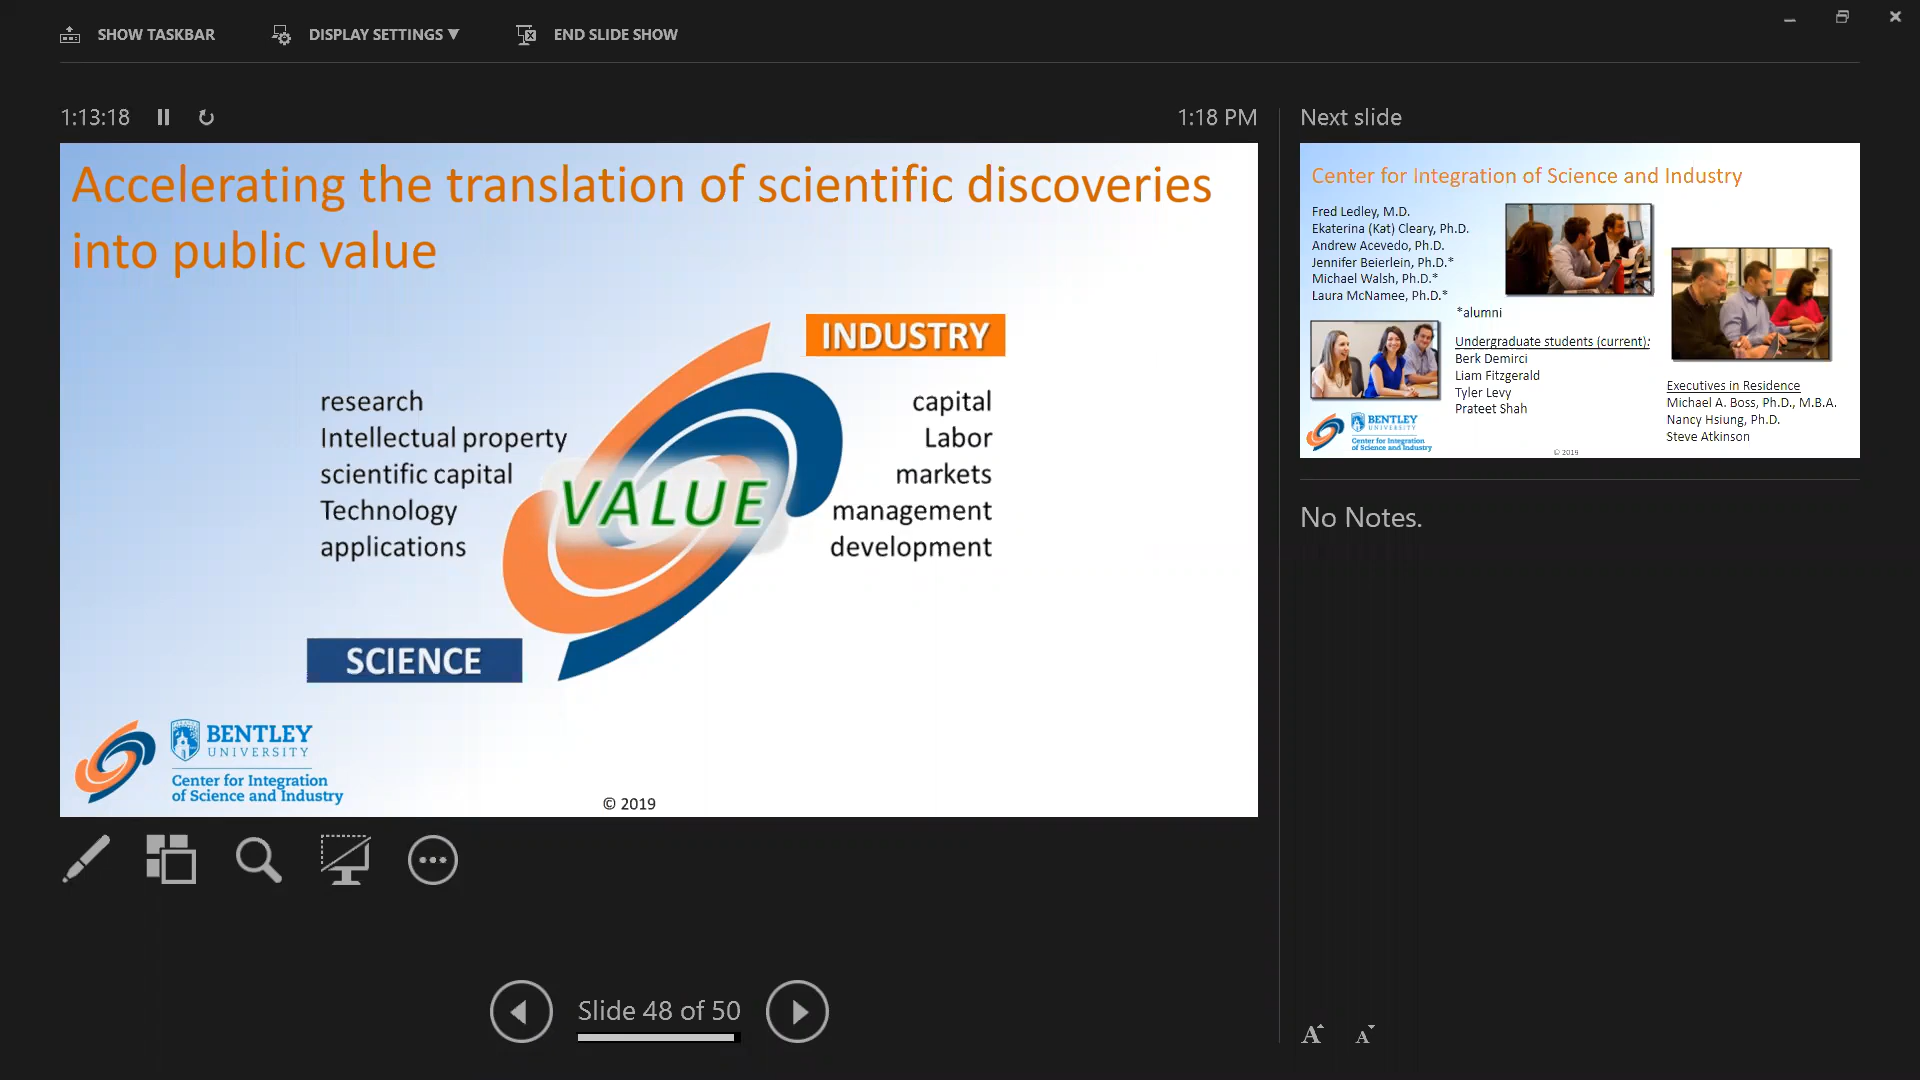 SHOW TASKBAR
DISPLAY SETTINGS ▼
END SLIDE SHOW
1:13:18
1:18 PM
Next slide
Accelerating the translation of scientific discoveries
into public value
INDUSTRY
research
Intellectual property
scientific capital
Technology
applications
VALUE
capital
Labor
markets
management
development
SCIENCE
BENTLEY
UNIVERSITY
Center for Integration
of Science and Industry
© 2019
Center for Integration of Science and Industry
Fred Ledley, M.D.
Ekaterina (Kat) Cleary, Ph.D.
Andrew Acevedo, Ph.D.
Jennifer Beierlein, Ph.D.*
Michael Walsh, Ph.D.*
Laura McNamee, Ph.D.*
*alumni
Undergraduate students (current):
Berk Demirci
Liam Fitzgerald
Tyler Levy
Prateet Shah
Executives in Residence
Michael A. Boss, Ph.D., M.B.A.
Nancy Hsiung, Ph.D.
Steve Atkinson
BENTLEY
UNIVERSITY
Center for Integration
of Science and Industry
© 2019
No Notes.
Slide 48 of 50
A A